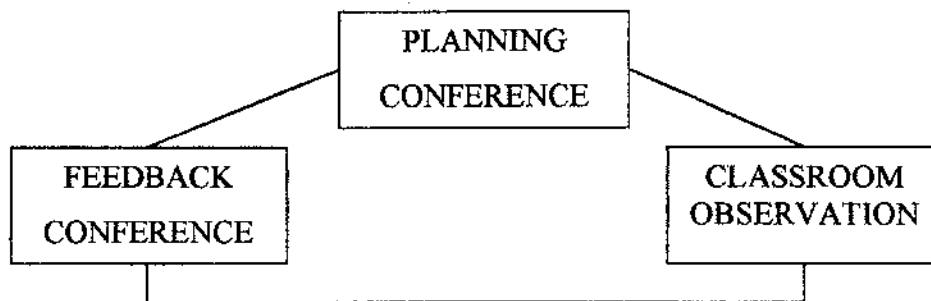 PLANNING
CONFERENCE
FEEDBACK
CONFERENCE
CLASSROOM
OBSERVATION